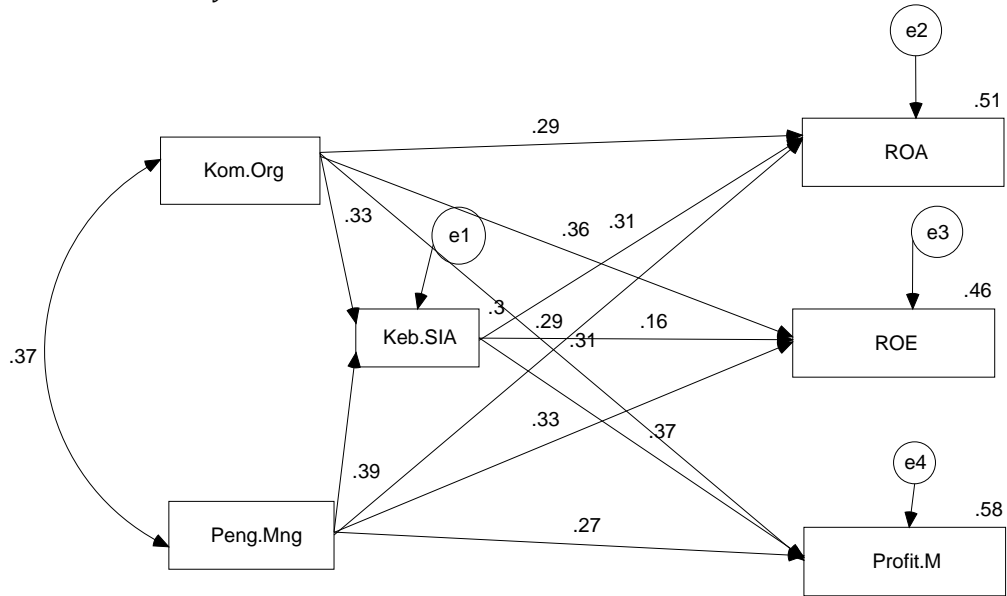 e2
.51
ROA
.29
Kom.Org
.33
e1
.36
.31
e3
.46
.3
.29
.31
.16
Keb.SIA
ROE
.37
.33
.37
.39
e4
.58
Peng.Mng
.27
Profit.M